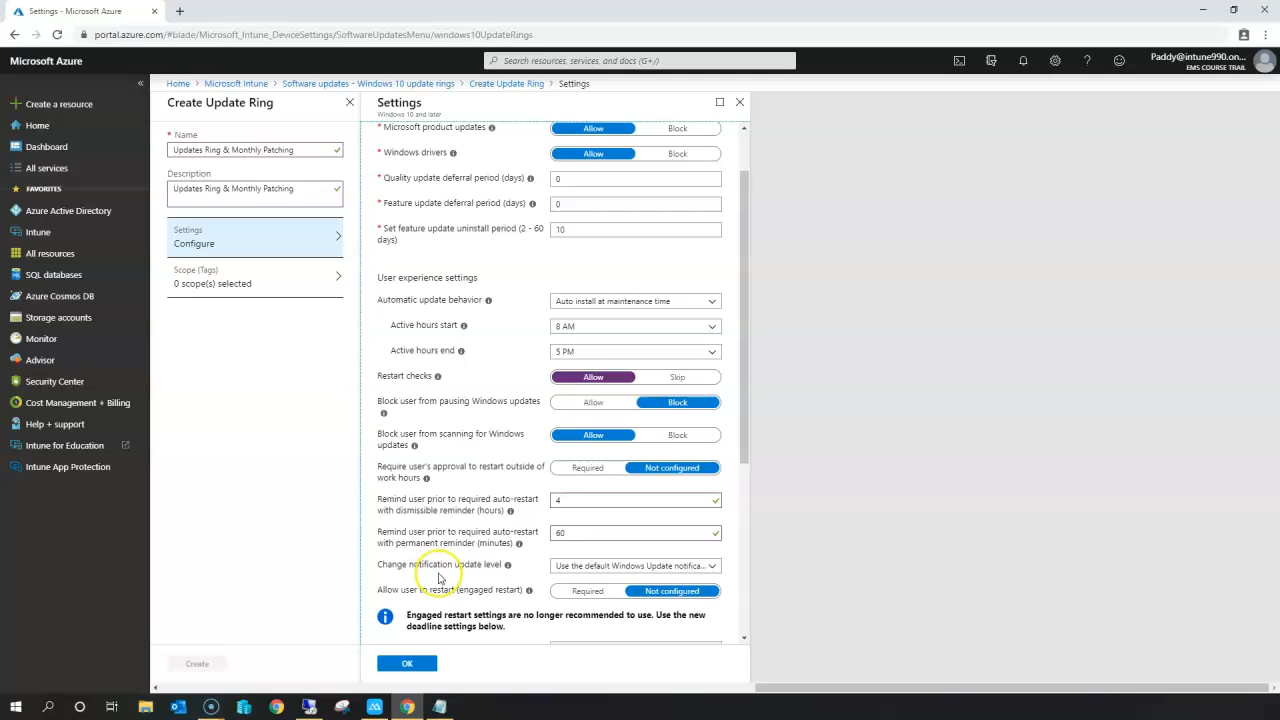 Settings - Microsoft Azure
portal.azure.com/#blade/Microsoft_Intune_DeviceSettings/SoftwareUpdatesMenu/windows10UpdateRings
Microsoft Azure
Search resources, services, and docs (G+/)
Paddy@intune990.on...
EMS COURSE TRAIL
Home > Microsoft Intune > Software updates - Windows 10 update rings > Create Update Ring > Settings
Create a resource
Home
Dashboard
All services
FAVORITES
Azure Active Directory
Intune
All resources
SQL databases
Azure Cosmos DB
Storage accounts
Monitor
Advisor
Security Center
Cost Management + Billing
Help + support
Intune for Education
Intune App Protection
Create Update Ring
* Name
Updates Ring & Monthly Patching
Description
Updates Ring & Monthly Patching
Settings
Configure
Scope (Tags)
0 scope(s) selected
Create
Settings
Windows 10 and later
* Microsoft product updates Allow Block
* Windows drivers Allow Block
* Quality update deferral period (days) 0
* Feature update deferral period (days) 0
* Set feature update uninstall period (2 - 60 days) 10
User experience settings
Automatic update behavior Auto install at maintenance time
Active hours start 8 AM
Active hours end 5 PM
Restart checks Allow Skip
Block user from pausing Windows updates Allow Block
Block user from scanning for Windows updates Allow Block
Require user's approval to restart outside of work hours Required Not configured
Remind user prior to required auto-restart with dismissible reminder (hours) 4
Remind user prior to required auto-restart with permanent reminder (minutes) 60
Change notification update level Use the default Windows Update notifica...
Allow user to restart (engaged restart) Required Not configured
Engaged restart settings are no longer recommended to use. Use the new
deadline settings below.
OK